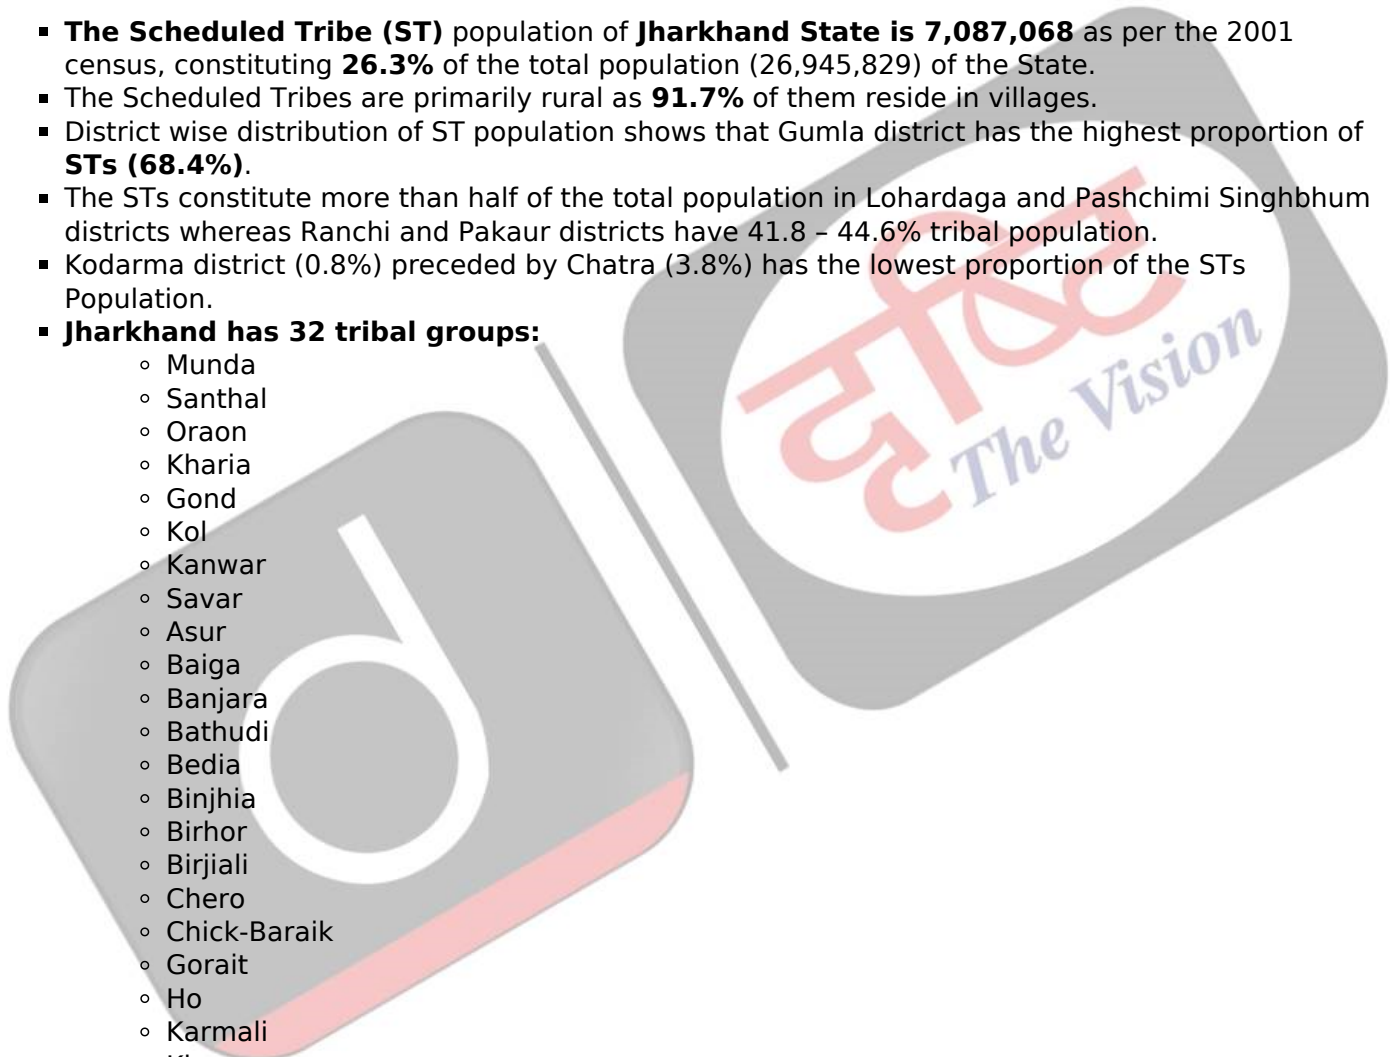 ▪ The Scheduled Tribe (ST) population of Jharkhand State is 7,087,068 as per the 2001
census, constituting 26.3% of the total population (26,945,829) of the State.
▪ The Scheduled Tribes are primarily rural as 91.7% of them reside in villages.
▪ District wise distribution of ST population shows that Gumla district has the highest proportion of
STs (68.4%).
▪ The STs constitute more than half of the total population in Lohardaga and Pashchimi Singhbhum
districts whereas Ranchi and Pakaur districts have 41.8 – 44.6% tribal population.
▪ Kodarma district (0.8%) preceded by Chatra (3.8%) has the lowest proportion of the STs
Population.
▪ Jharkhand has 32 tribal groups:
◦ Munda
◦ Santhal
◦ Oraon
◦ Kharia
◦ Gond
◦ Kol
◦ Kanwar
◦ Savar
◦ Asur
◦ Baiga
◦ Banjara
◦ Bathudi
◦ Bedia
◦ Binjhia
◦ Birhor
◦ Birjiali
◦ Chero
◦ Chick-Baraik
◦ Gorait
◦ Ho
◦ Karmali
दृष्टि
The Vision
d